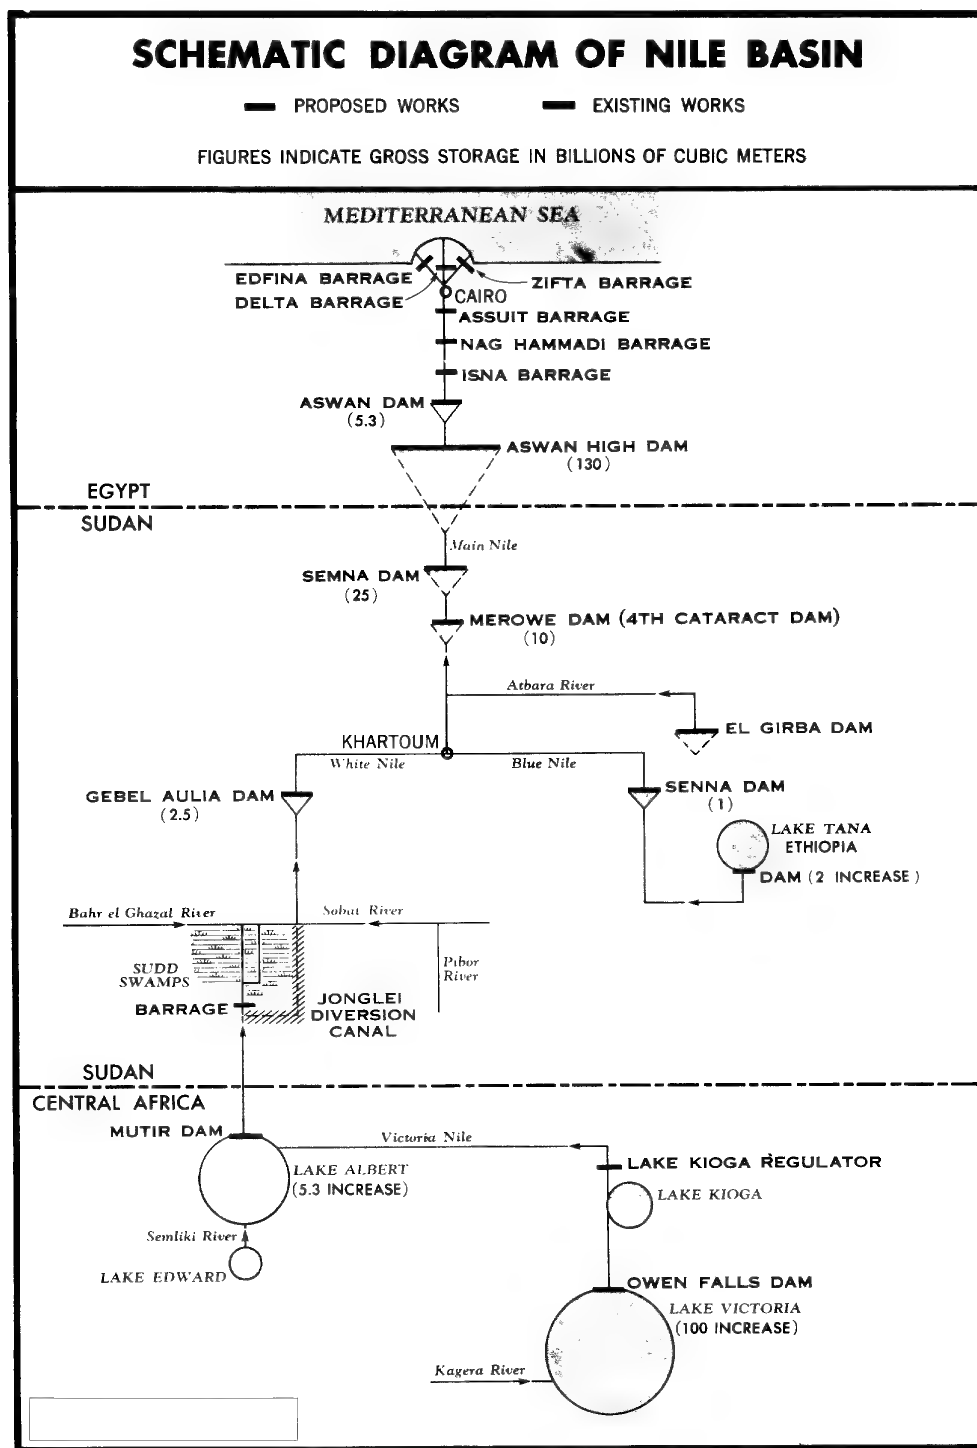 SCHEMATIC DIAGRAM OF NILE BASIN
PROPOSED WORKS
EXISTING WORKS
FIGURES INDICATE GROSS STORAGE IN BILLIONS OF CUBIC METERS
MEDITERRANEAN SEA
EDFINA BARRAGE
ZIFTA BARRAGE
DELTA BARRAGE
CAIRO
ASSUIT BARRAGE
NAG HAMMADI BARRAGE
ISNA BARRAGE
ASWAN DAM
(5.3)
ASWAN HIGH DAM
(130)
EGYPT
SUDAN
Main Nile
SEMNA DAM
(25)
MEROWE DAM (4TH CATARACT DAM)
(10)
Atbara River
EL GIRBA DAM
KHARTOUM
White Nile
Blue Nile
GEBEL AULIA DAM
(2.5)
SENNA DAM
(1)
LAKE TANA
ETHIOPIA
DAM (2 INCREASE)
Bahr el Ghazal River
Sobat River
SUDD
SWAMPS
Pibor
River
BARRAGE
JONGLEI
DIVERSION
CANAL
SUDAN
CENTRAL AFRICA
MUTIR DAM
Victoria Nile
LAKE ALBERT
(5.3 INCREASE)
LAKE KIOGA REGULATOR
LAKE KIOGA
Semliki River
LAKE EDWARD
OWEN FALLS DAM
LAKE VICTORIA
(100 INCREASE)
Kagera River